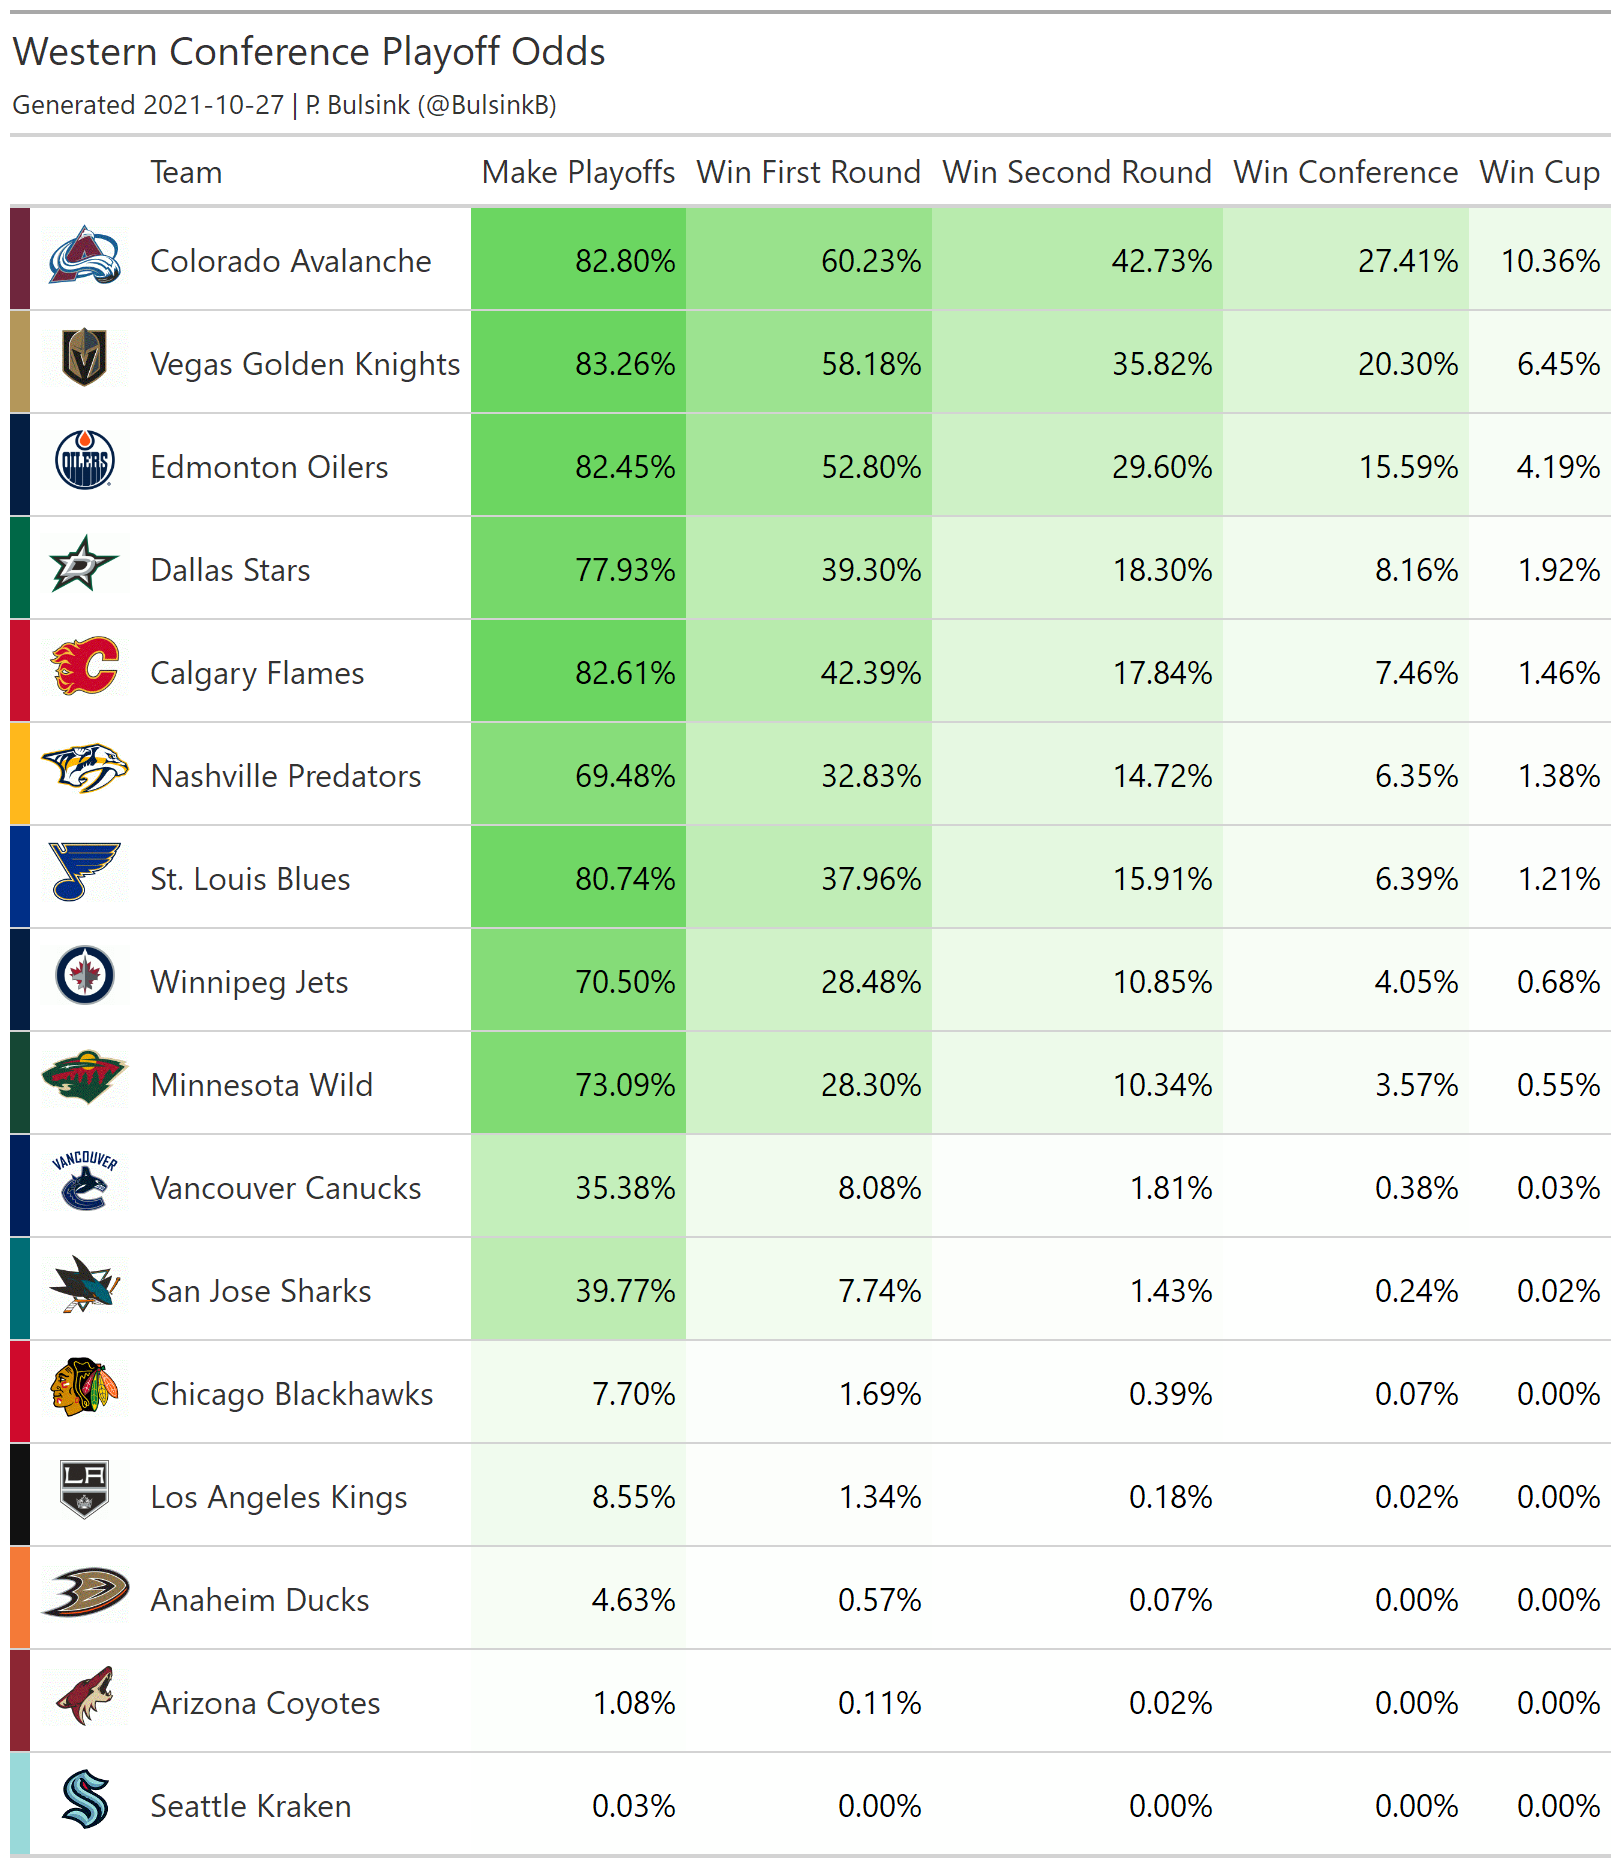 Western Conference Playoff Odds
Generated 2021-10-27 | P. Bulsink (@BulsinkB)
Team Make Playoffs Win First Round Win Second Round Win Conference Win Cup
Colorado Avalanche 82.80% 60.23% 42.73% 27.41% 10.36%
Vegas Golden Knights 83.26% 58.18% 35.82% 20.30% 6.45%
OILERS Edmonton Oilers 82.45% 52.80% 29.60% 15.59% 4.19%
D Dallas Stars 77.93% 39.30% 18.30% 8.16% 1.92%
C Calgary Flames 82.61% 42.39% 17.84% 7.46% 1.46%
Nashville Predators 69.48% 32.83% 14.72% 6.35% 1.38%
St. Louis Blues 80.74% 37.96% 15.91% 6.39% 1.21%
Winnipeg Jets 70.50% 28.48% 10.85% 4.05% 0.68%
Minnesota Wild 73.09% 28.30% 10.34% 3.57% 0.55%
VANCOUVER Vancouver Canucks 35.38% 8.08% 1.81% 0.38% 0.03%
San Jose Sharks 39.77% 7.74% 1.43% 0.24% 0.02%
Chicago Blackhawks 7.70% 1.69% 0.39% 0.07% 0.00%
LA Los Angeles Kings 8.55% 1.34% 0.18% 0.02% 0.00%
Anaheim Ducks 4.63% 0.57% 0.07% 0.00% 0.00%
Arizona Coyotes 1.08% 0.11% 0.02% 0.00% 0.00%
Seattle Kraken 0.03% 0.00% 0.00% 0.00% 0.00%